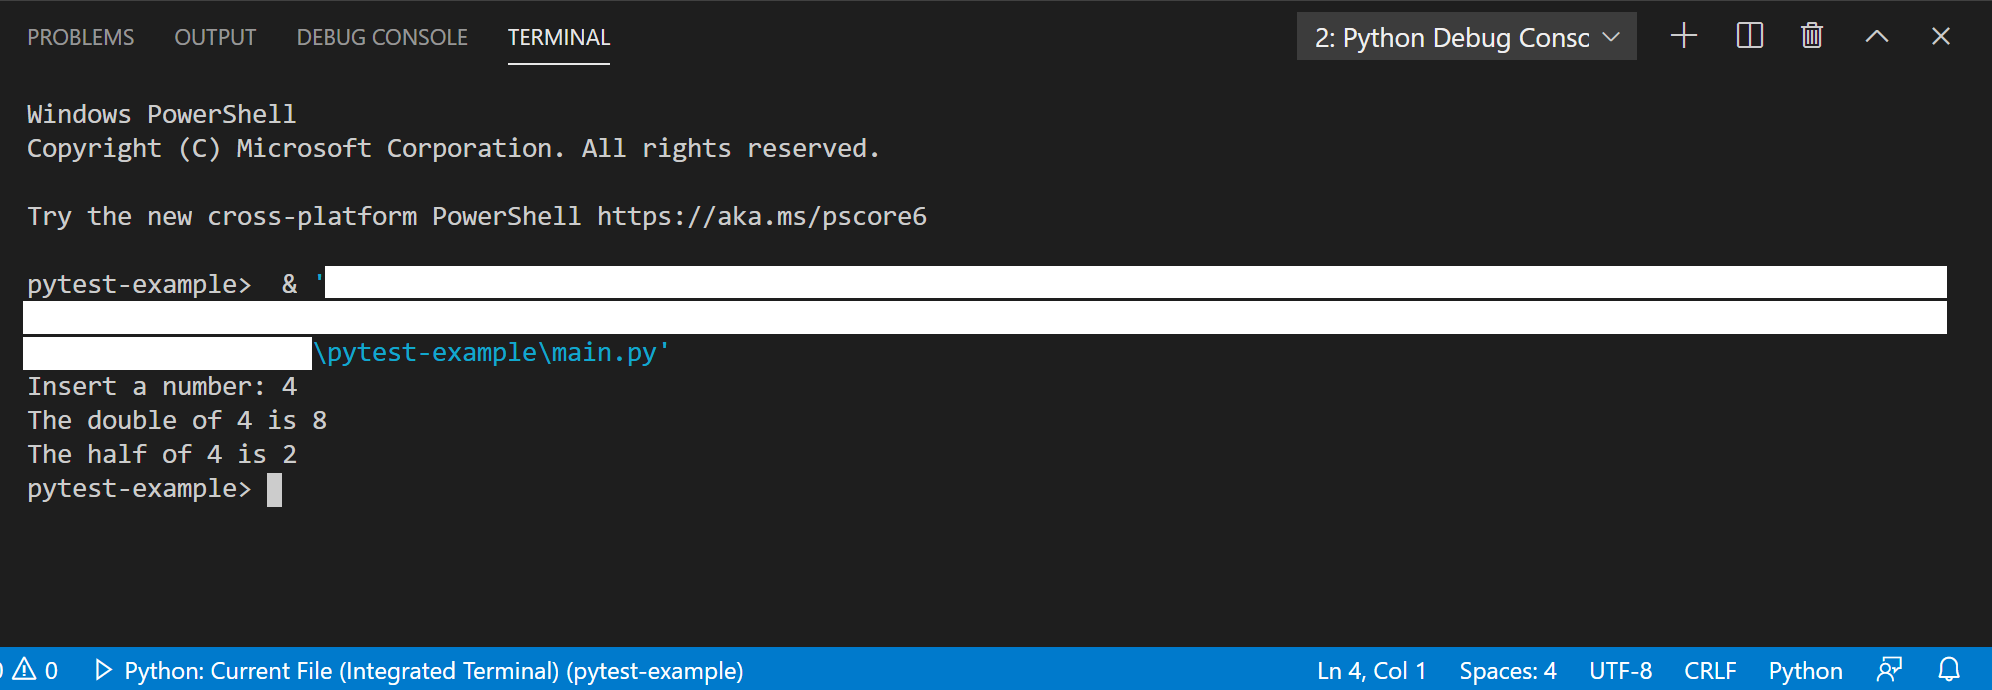 PROBLEMS OUTPUT DEBUG CONSOLE TERMINAL 2: Python Debug Consc
Windows PowerShell
Copyright (C) Microsoft Corporation. All rights reserved.
Try the new cross-platform PowerShell https://aka.ms/pscore6
pytest-example> & '
\pytest-example\main.py'
Insert a number: 4
The double of 4 is 8
The half of 4 is 2
pytest-example>
0 Python: Current File (Integrated Terminal) (pytest-example) Ln 4, Col 1 Spaces: 4 UTF-8 CRLF Python